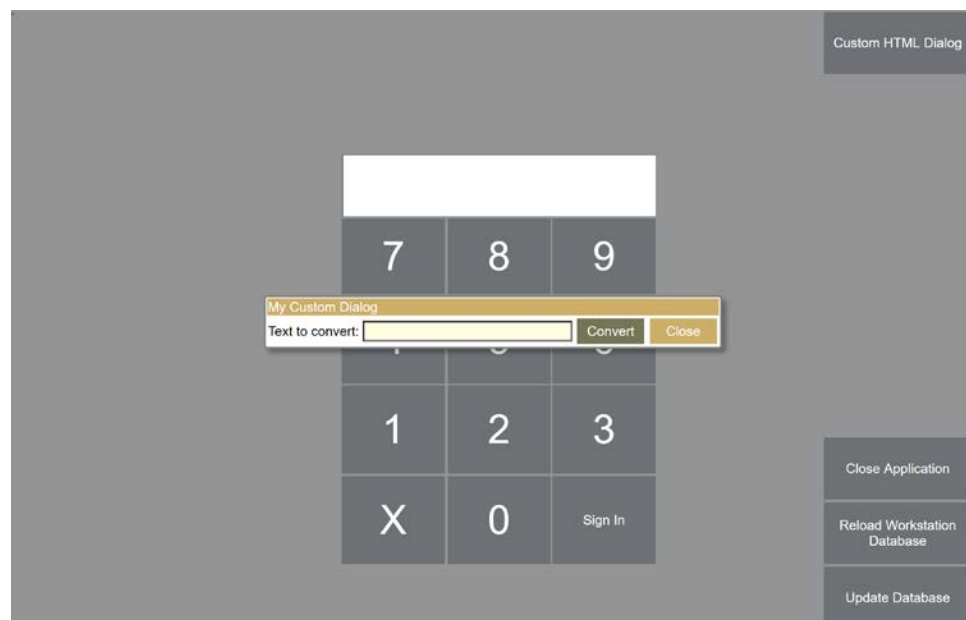 Custom HTML Dialog
7 8 9
My Custom Dialog
Text to convert: Convert Close
1 2 3
Close Application
X 0 Sign In
Reload Workstation
Database
Update Database